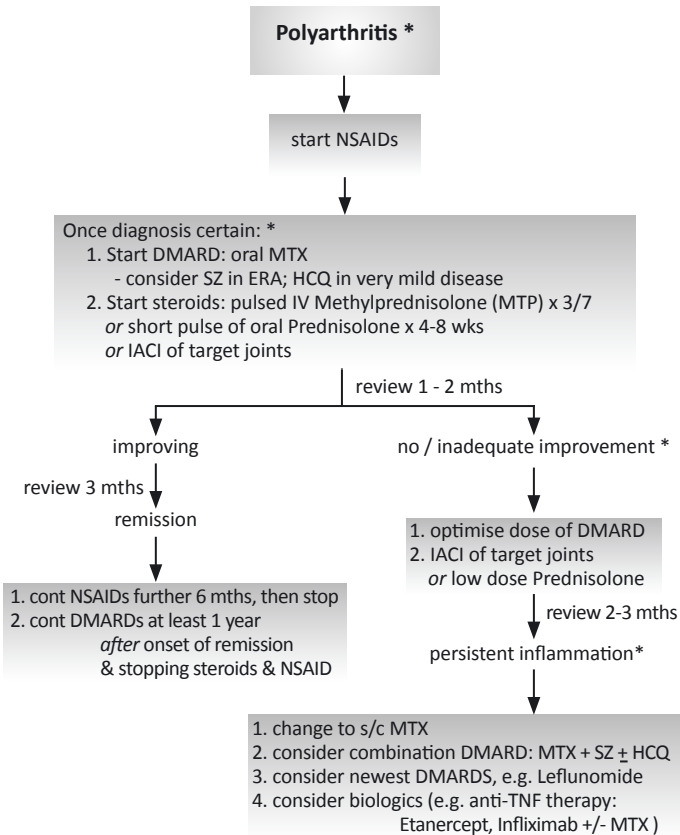 Polyarthritis *
start NSAIDs
Once diagnosis certain: *
1. Start DMARD: oral MTX
- consider SZ in ERA; HCQ in very mild disease
2. Start steroids: pulsed IV Methylprednisolone (MTP) x 3/7
or short pulse of oral Prednisolone x 4-8 wks
or IACI of target joints
review 1 - 2 mths
improving
review 3 mths
remission
1. cont NSAIDs further 6 mths, then stop
2. cont DMARDs at least 1 year
after onset of remission
& stopping steroids & NSAID
no / inadequate improvement *
1. optimise dose of DMARD
2. IACI of target joints
or low dose Prednisolone
review 2-3 mths
persistent inflammation*
1. change to s/c MTX
2. consider combination DMARD: MTX + SZ ± HCQ
3. consider newest DMARDS, e.g. Leflunomide
4. consider biologics (e.g. anti-TNF therapy:
Etanercept, Infliximab +/- MTX )